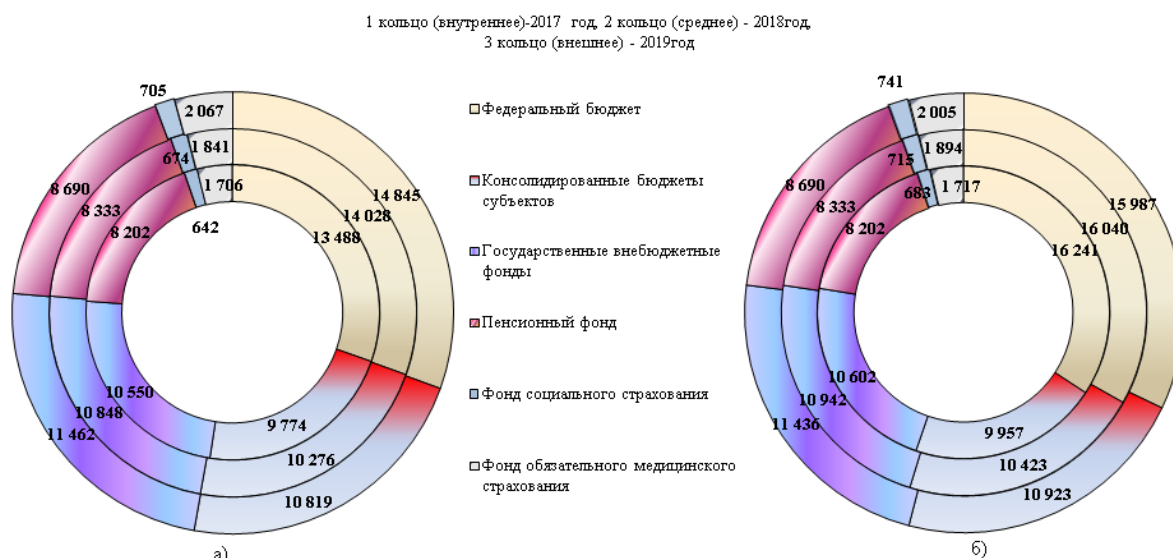 1 кольцо (внутреннее)-2017 год, 2 кольцо (среднее) - 2018год,
3 кольцо (внешнее) - 2019год
705
2 067
674
1 841
1 706
642
8 690
8 333
8 202
14 845
14 028
13 488
10 550
10 848
11 462
9 774
10 276
10 819
а)
Федеральный бюджет
Консолидированные бюджеты
субъектов
Государственные внебюджетные
фонды
Пенсионный фонд
Фонд социального страхования
Фонд обязательного медицинского
страхования
741
2 005
715
1 894
683
1 717
8 690
8 333
8 202
15 987
16 040
16 241
10 602
10 942
11 436
9 957
10 423
10 923
б)